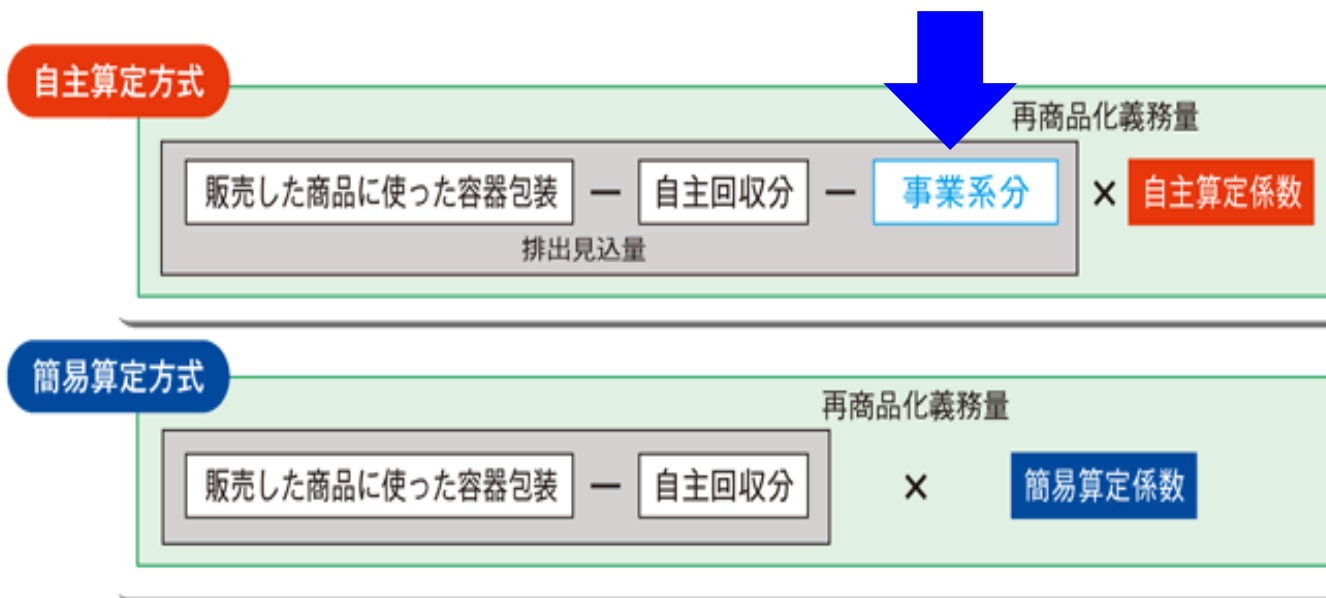 自主算定方式
再商品化義務量
販売した商品に使った容器包装 － 自主回収分 － 事業系分 × 自主算定係数
排出見込量
簡易算定方式
再商品化義務量
販売した商品に使った容器包装 － 自主回収分 × 簡易算定係数